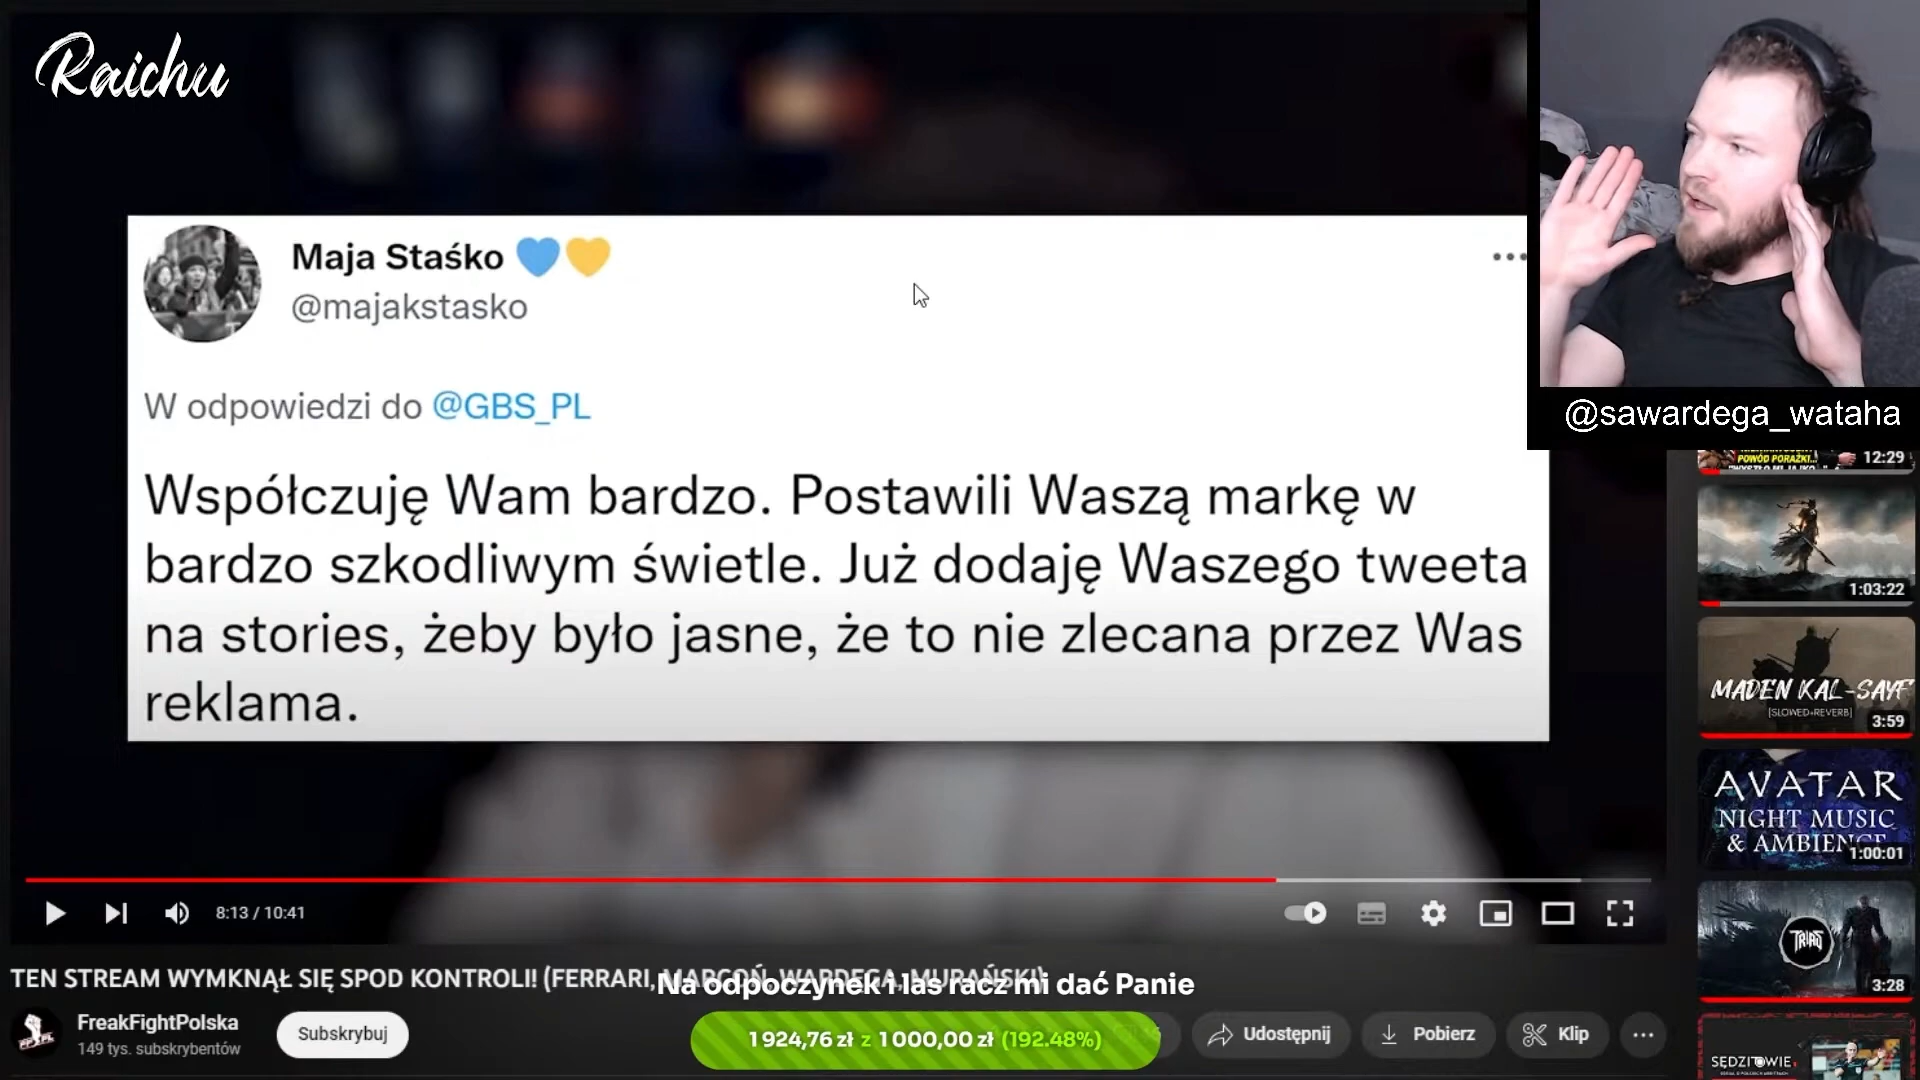 Raichu
Maja Staśko 💙💛
@majakstasko
W odpowiedzi do @GBS_PL
Współczuję Wam bardzo. Postawili Waszą markę w
bardzo szkodliwym świetle. Już dodaję Waszego tweeta
na stories, żeby było jasne, że to nie zlecana przez Was
reklama.
@sawardega_wataha
POWÓD PORAŻKI...
12:29
1:03:22
MADEN KAL-SAYF
[SLOWED+REVERB]
3:59
AVATAR
NIGHT MUSIC
& AMBIENCE
1:00:01
TRIAS
3:28
SĘDZIOWIE
8:13 / 10:41
TEN STREAM WYMKNĄŁ SIĘ SPOD KONTROLI! (FERRARI, MARCOŃ, WARDEGA, MURAŃSKI)
Na odpoczynek i las racz mi dać Panie
FreakFightPolska
149 tys. subskrybentów
Subskrybuj
1 924,76 zł z 1 000,00 zł (192.48%)
Udostępnij
Pobierz
Klip